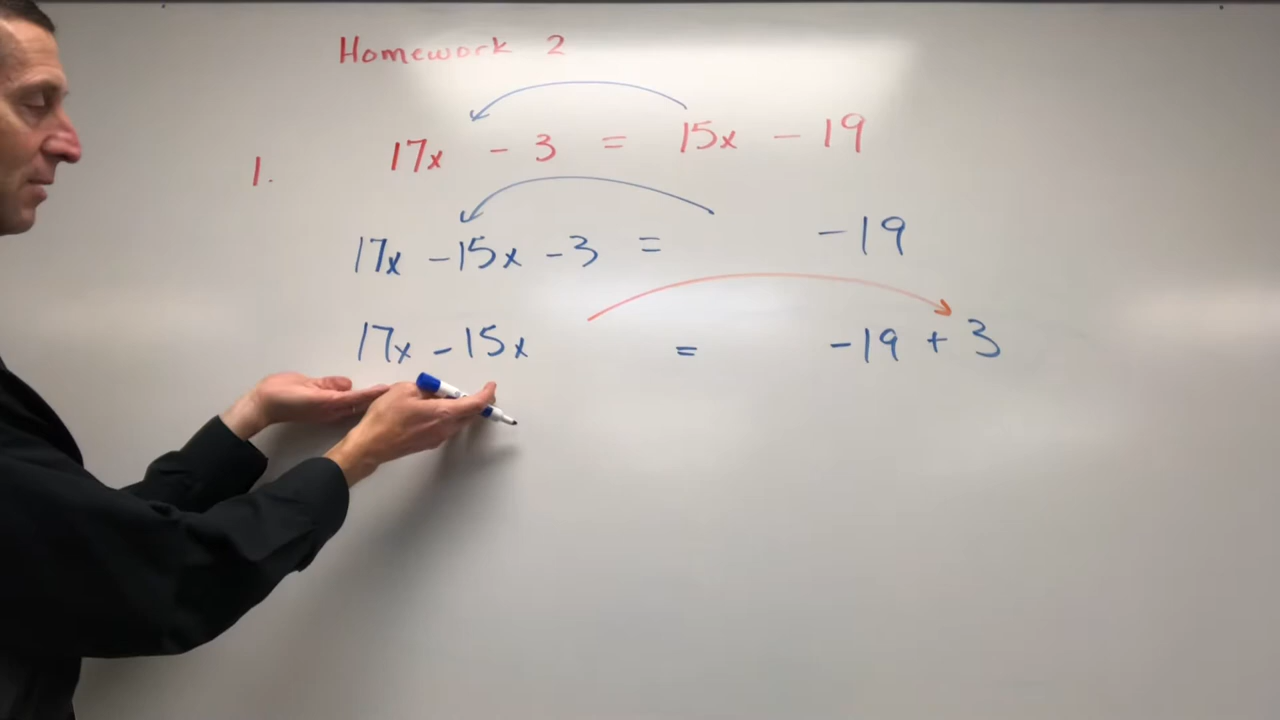 Homework 2
1. 17x - 3 = 15x - 19
17x - 15x - 3 = -19
17x - 15x = -19 + 3